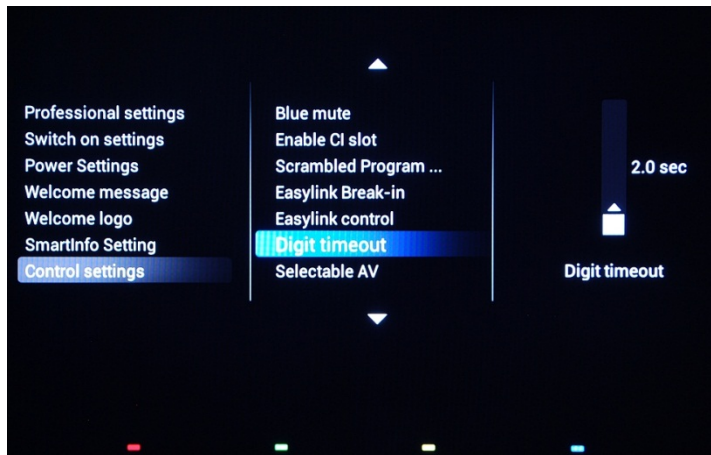 Professional settings
Switch on settings
Power Settings
Welcome message
Welcome logo
SmartInfo Setting
Control settings
Blue mute
Enable CI slot
Scrambled Program ...
Easylink Break-in
Easylink control
Digit timeout
Selectable AV
2.0 sec
Digit timeout